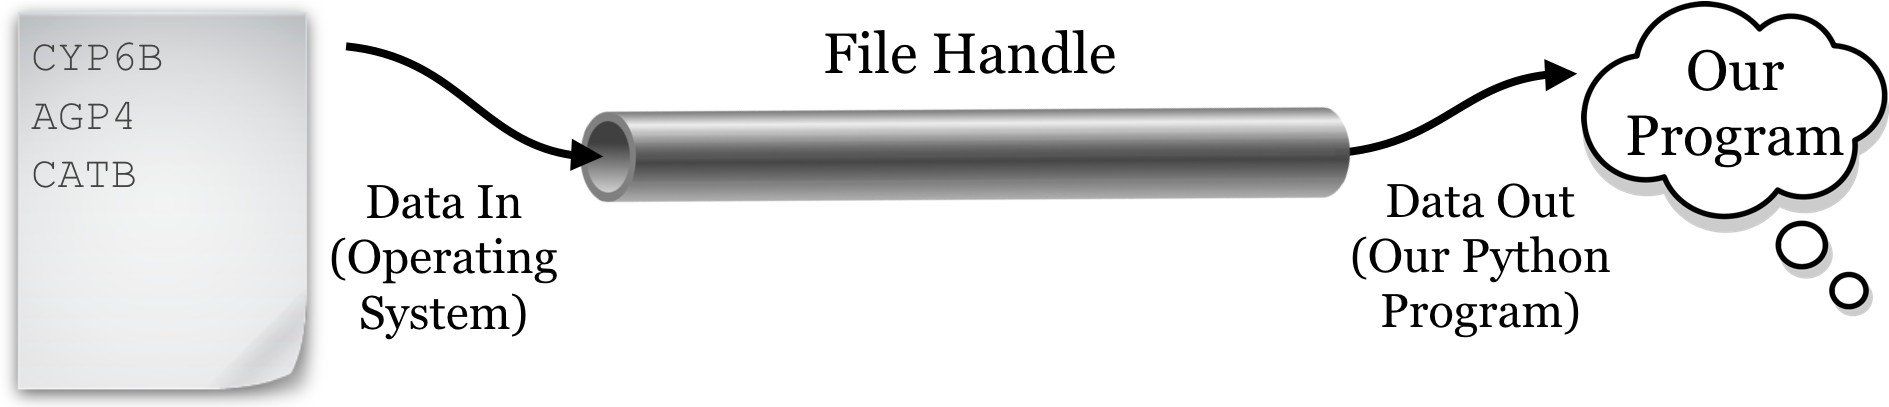 CYP6B
AGP4
CATB
File Handle
Data In
(Operating
System)
Data Out
(Our Python
Program)
Our
Program